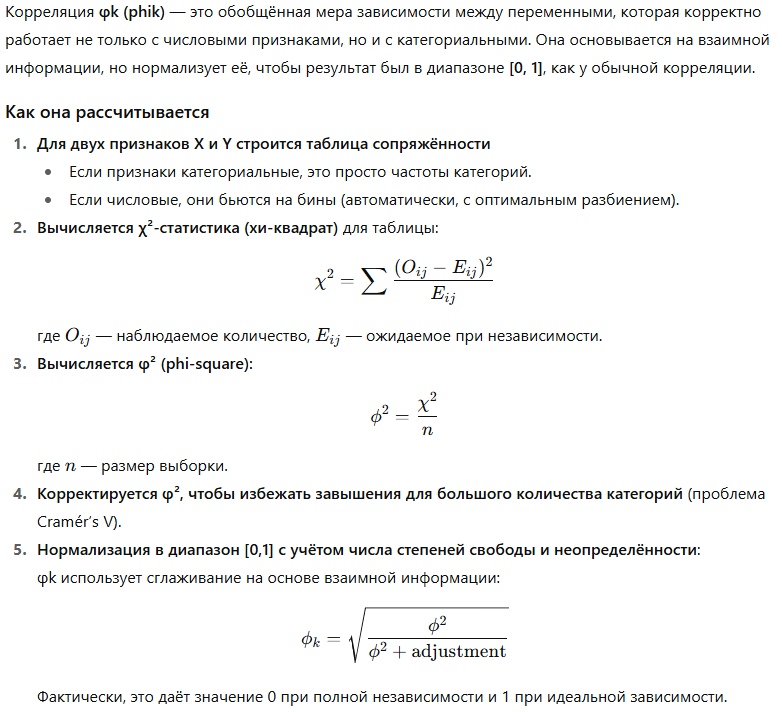 Корреляция φk (phik) — это обобщённая мера зависимости между переменными, которая корректно
работает не только с числовыми признаками, но и с категориальными. Она основывается на взаимной
информации, но нормализует её, чтобы результат был в диапазоне [0, 1], как у обычной корреляции.
Как она рассчитывается
1. Для двух признаков X и Y строится таблица сопряжённости
• Если признаки категориальные, это просто частоты категорий.
• Если числовые, они бьются на бины (автоматически, с оптимальным разбиением).
2. Вычисляется χ²-статистика (хи-квадрат) для таблицы:
χ² = ∑ (O_ij − E_ij)² / E_ij
где O_ij — наблюдаемое количество, E_ij — ожидаемое при независимости.
3. Вычисляется φ² (phi-square):
ϕ² = χ² / n
где n — размер выборки.
4. Корректируется φ², чтобы избежать завышения для большого количества категорий (проблема
Cramér’s V).
5. Нормализация в диапазон [0,1] с учётом числа степеней свободы и неопределённости:
φk использует сглаживание на основе взаимной информации:
ϕ_k = √(ϕ² / (ϕ² + adjustment))
Фактически, это даёт значение 0 при полной независимости и 1 при идеальной зависимости.